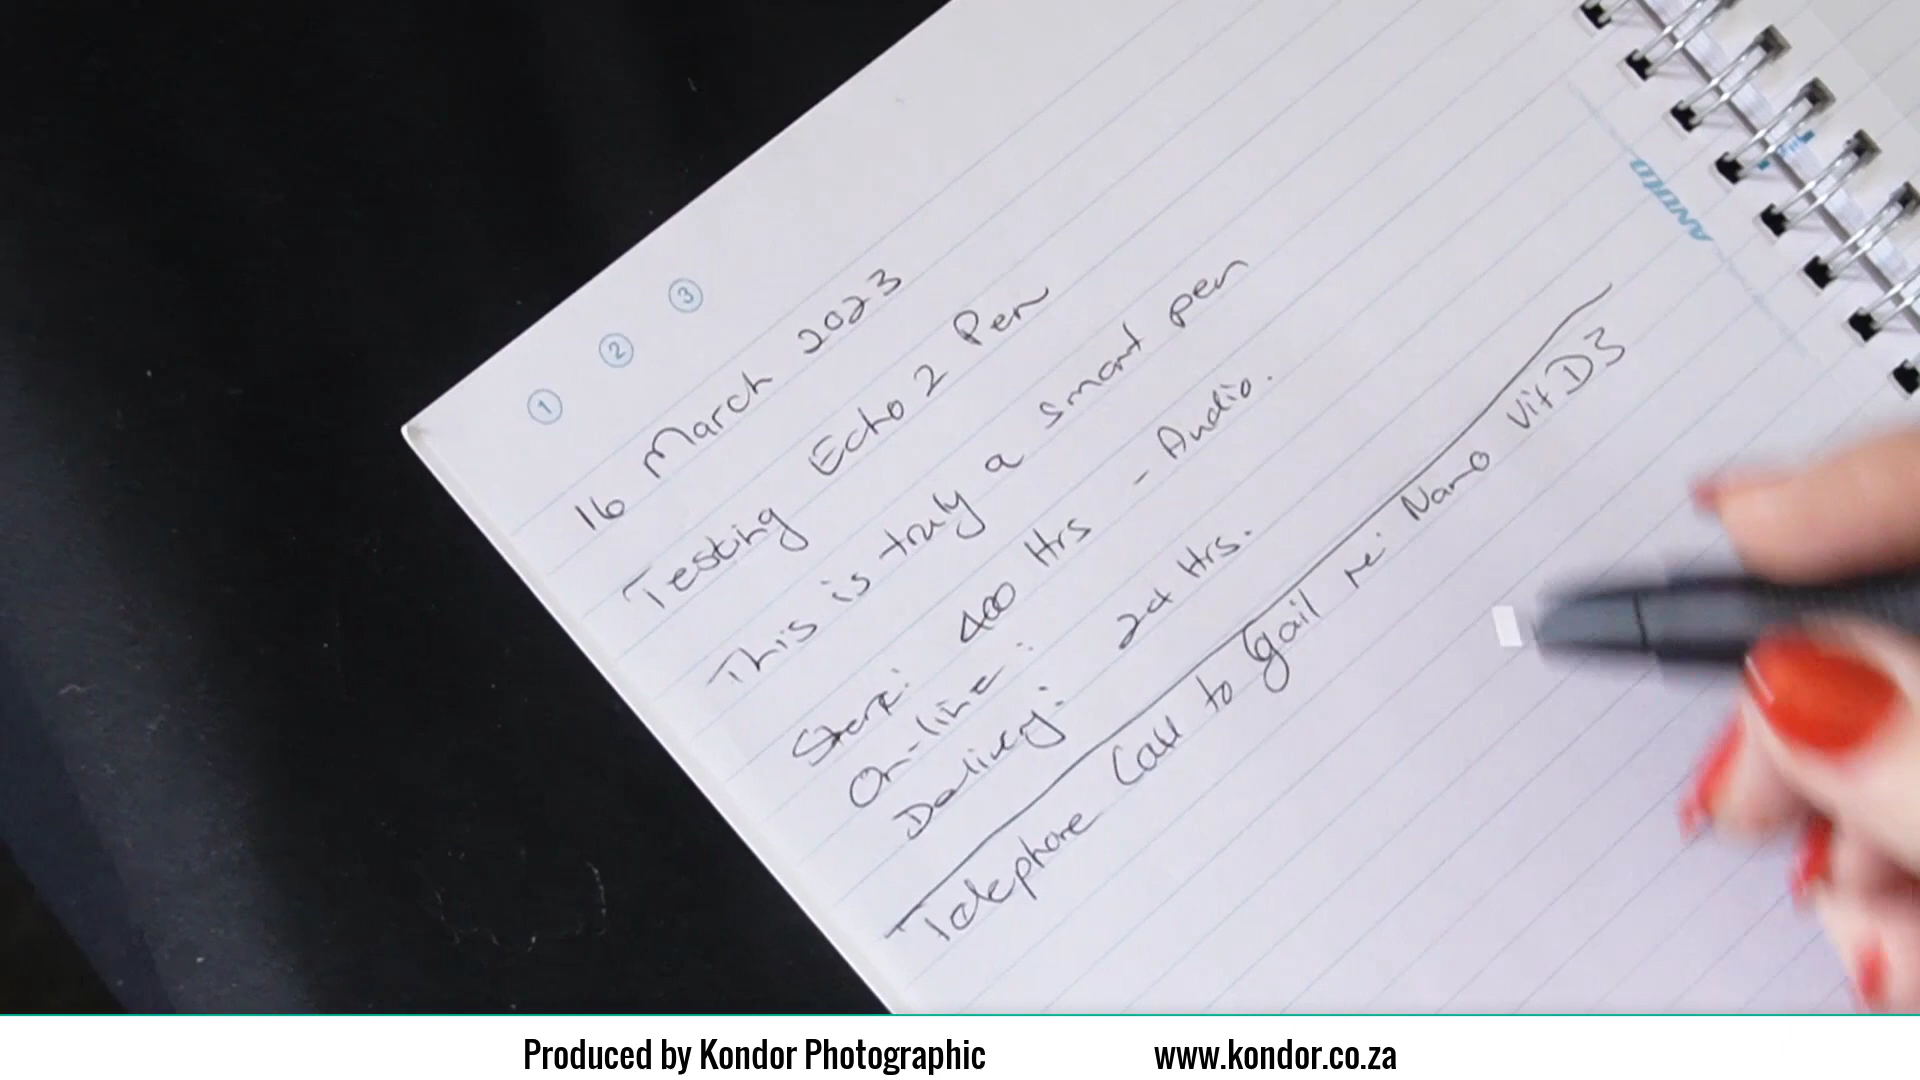 1 2 3
16 March 2023
Testing Echo 2 Pen
This is truly a smart pen
Store: 400 Hrs - Audio.
On-line:
Delivery: 24 Hrs.
Telephone Call to Gail re: Nano Vit D3
ANOTO
Produced by Kondor Photographic www.kondor.co.za